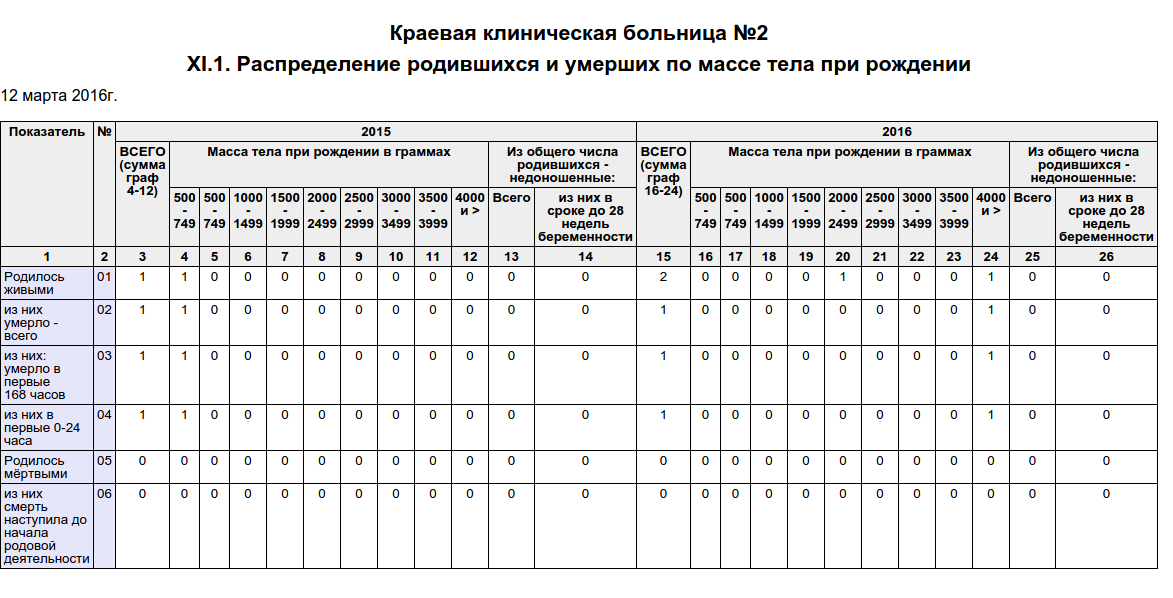 Краевая клиническая больница №2
XI.1. Распределение родившихся и умерших по массе тела при рождении
12 марта 2016г.
Показатель № 2015 2016
ВСЕГО (сумма граф 4-12) Масса тела при рождении в граммах Из общего числа родившихся - недоношенные: ВСЕГО (сумма граф 16-24) Масса тела при рождении в граммах Из общего числа родившихся - недоношенные:
500 - 749 500 - 749 1000 - 1499 1500 - 1999 2000 - 2499 2500 - 2999 3000 - 3499 3500 - 3999 4000 и > Всего из них в сроке до 28 недель беременности 500 - 749 500 - 749 1000 - 1499 1500 - 1999 2000 - 2499 2500 - 2999 3000 - 3499 3500 - 3999 4000 и > Всего из них в сроке до 28 недель беременности
1 2 3 4 5 6 7 8 9 10 11 12 13 14 15 16 17 18 19 20 21 22 23 24 25 26
Родилось живыми 01 1 1 0 0 0 0 0 0 0 0 0 0 2 0 0 0 0 1 0 0 0 1 0 0
из них умерло - всего 02 1 1 0 0 0 0 0 0 0 0 0 0 1 0 0 0 0 0 0 0 0 1 0 0
из них: умерло в первые 168 часов 03 1 1 0 0 0 0 0 0 0 0 0 0 1 0 0 0 0 0 0 0 0 1 0 0
из них в первые 0-24 часа 04 1 1 0 0 0 0 0 0 0 0 0 0 1 0 0 0 0 0 0 0 0 1 0 0
Родилось мёртвыми 05 0 0 0 0 0 0 0 0 0 0 0 0 0 0 0 0 0 0 0 0 0 0 0 0
из них смерть наступила до начала родовой деятельности 06 0 0 0 0 0 0 0 0 0 0 0 0 0 0 0 0 0 0 0 0 0 0 0 0